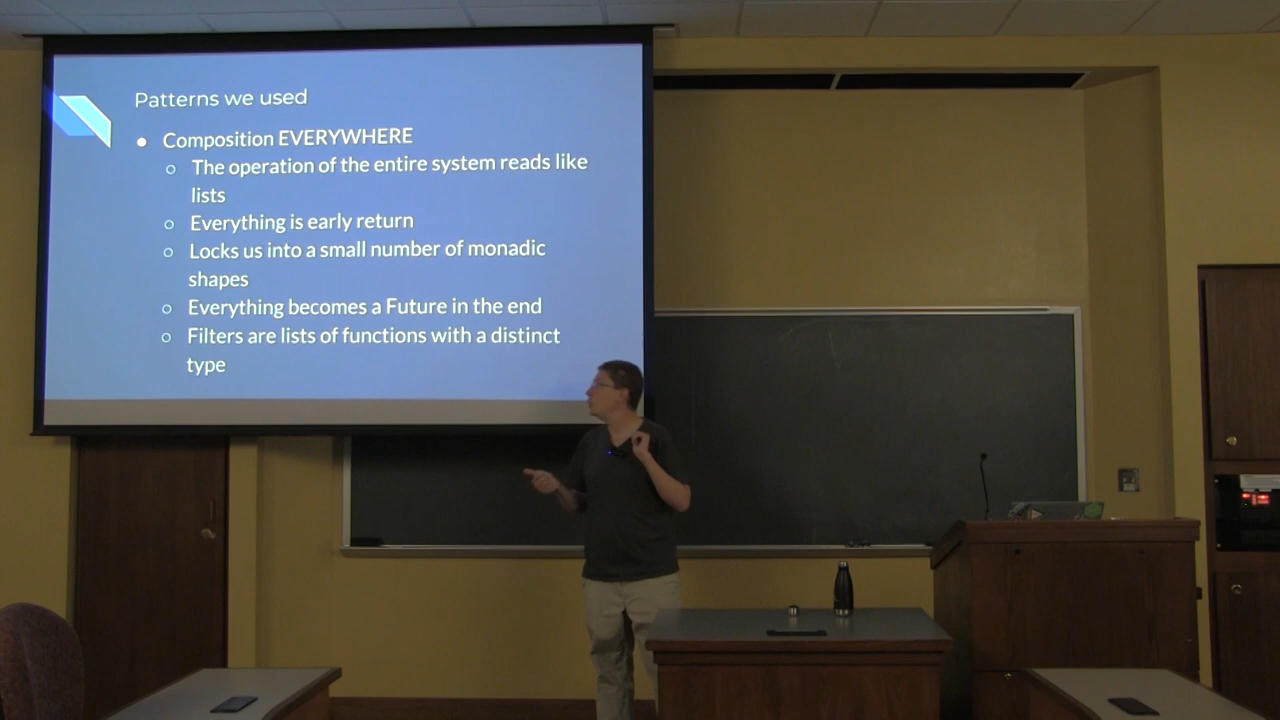 Patterns we used
● Composition EVERYWHERE
○ The operation of the entire system reads like
lists
○ Everything is early return
○ Locks us into a small number of monadic
shapes
○ Everything becomes a Future in the end
○ Filters are lists of functions with a distinct
type